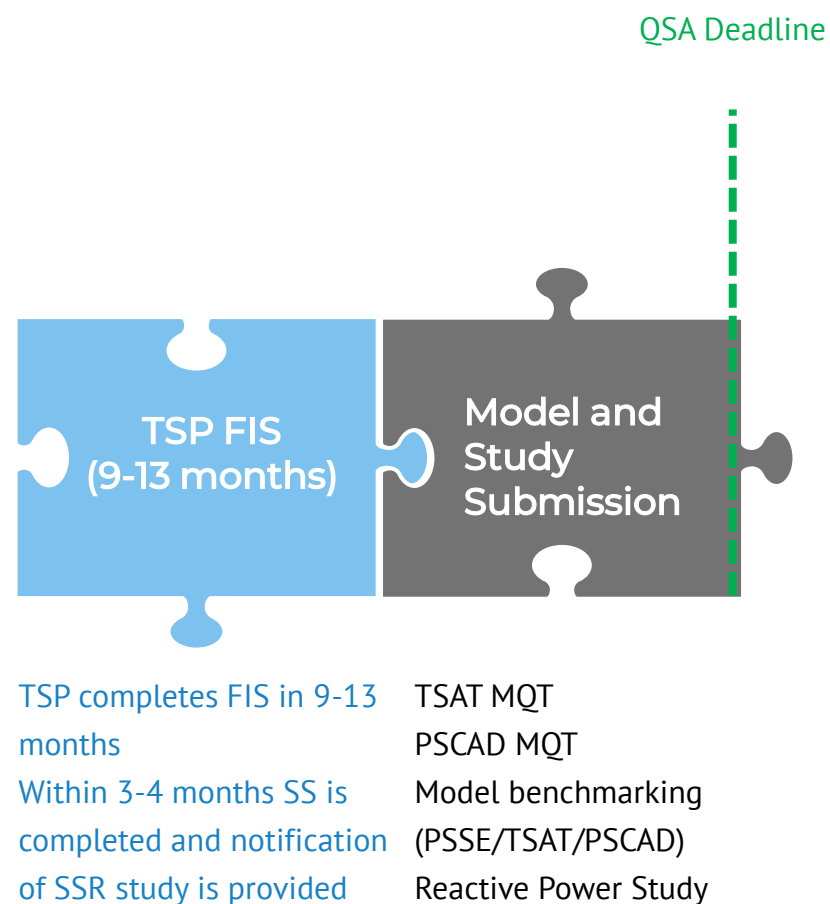 QSA Deadline
TSP FIS
(9-13 months)
Model and
Study
Submission
TSP completes FIS in 9-13
months
Within 3-4 months SS is
completed and notification
of SSR study is provided
TSAT MQT
PSCAD MQT
Model benchmarking
(PSSE/TSAT/PSCAD)
Reactive Power Study